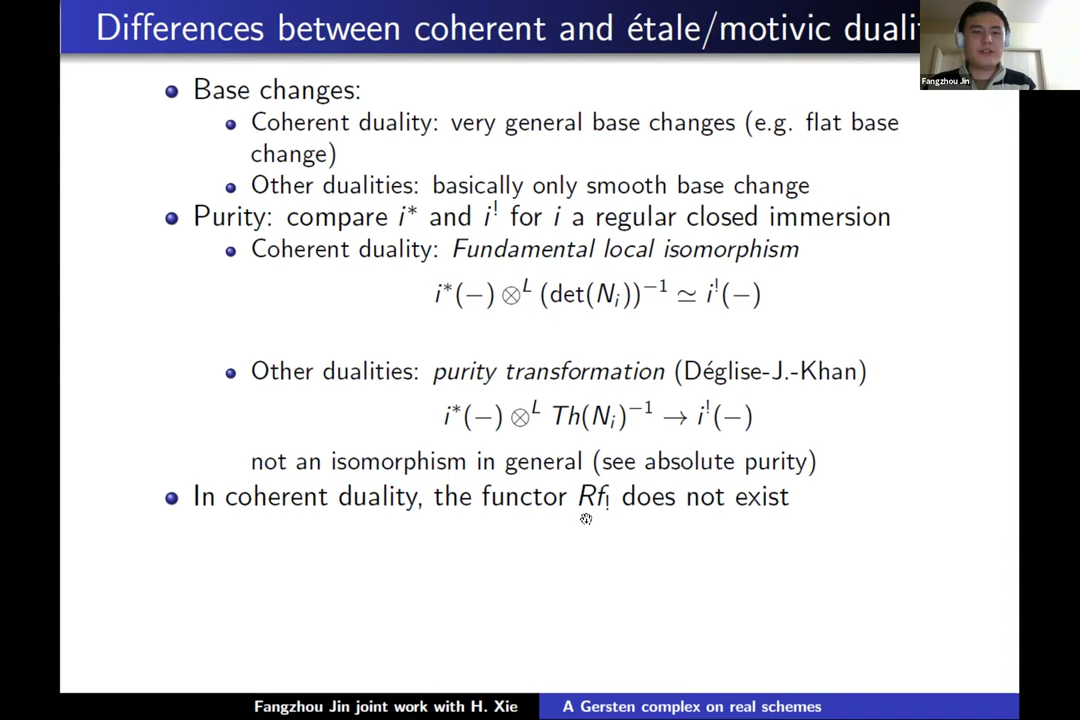 Differences between coherent and étale/motivic duali
Fangzhou Jin
Base changes:
Coherent duality: very general base changes (e.g. flat base
change)
Other dualities: basically only smooth base change
Purity: compare i* and i! for i a regular closed immersion
Coherent duality: Fundamental local isomorphism
i*(−) ⊗^L (det(N_i))^{−1} ≃ i^!(−)
Other dualities: purity transformation (Déglise-J.-Khan)
i*(−) ⊗^L Th(N_i)^{−1} → i^!(−)
not an isomorphism in general (see absolute purity)
In coherent duality, the functor Rf_! does not exist
Fangzhou Jin joint work with H. Xie
A Gersten complex on real schemes